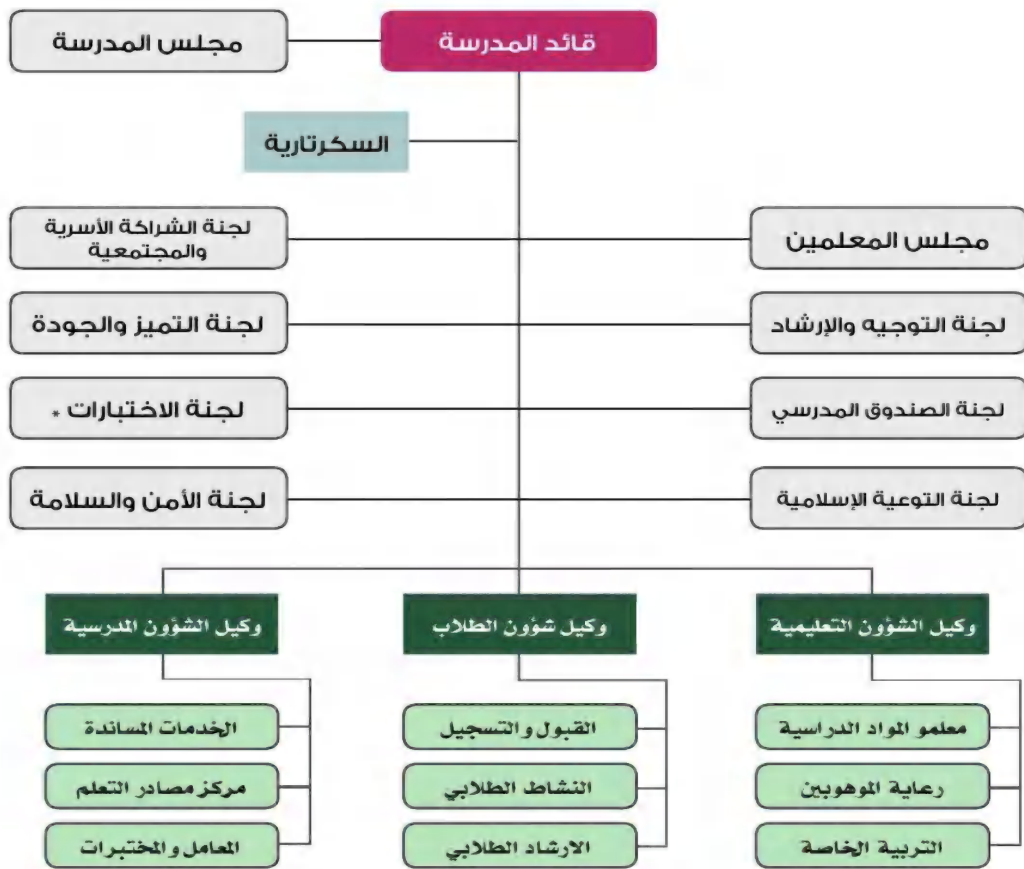 قائد المدرسة
مجلس المدرسة
السكرتارية
مجلس المعلمين
لجنة الشراكة الأسرية
والمجتمعية
لجنة التوجيه والإرشاد
لجنة التميز والجودة
لجنة الصندوق المدرسي
لجنة الاختبارات *
لجنة التوعية الإسلامية
لجنة الأمن والسلامة
وكيل الشؤون التعليمية
وكيل شؤون الطلاب
وكيل الشؤون المدرسية
معلمو المواد الدراسية
القبول والتسجيل
الخدمات المساندة
رعاية الموهوبين
النشاط الطلابي
مركز مصادر التعلم
التربية الخاصة
الارشاد الطلابي
المعامل والمختبرات